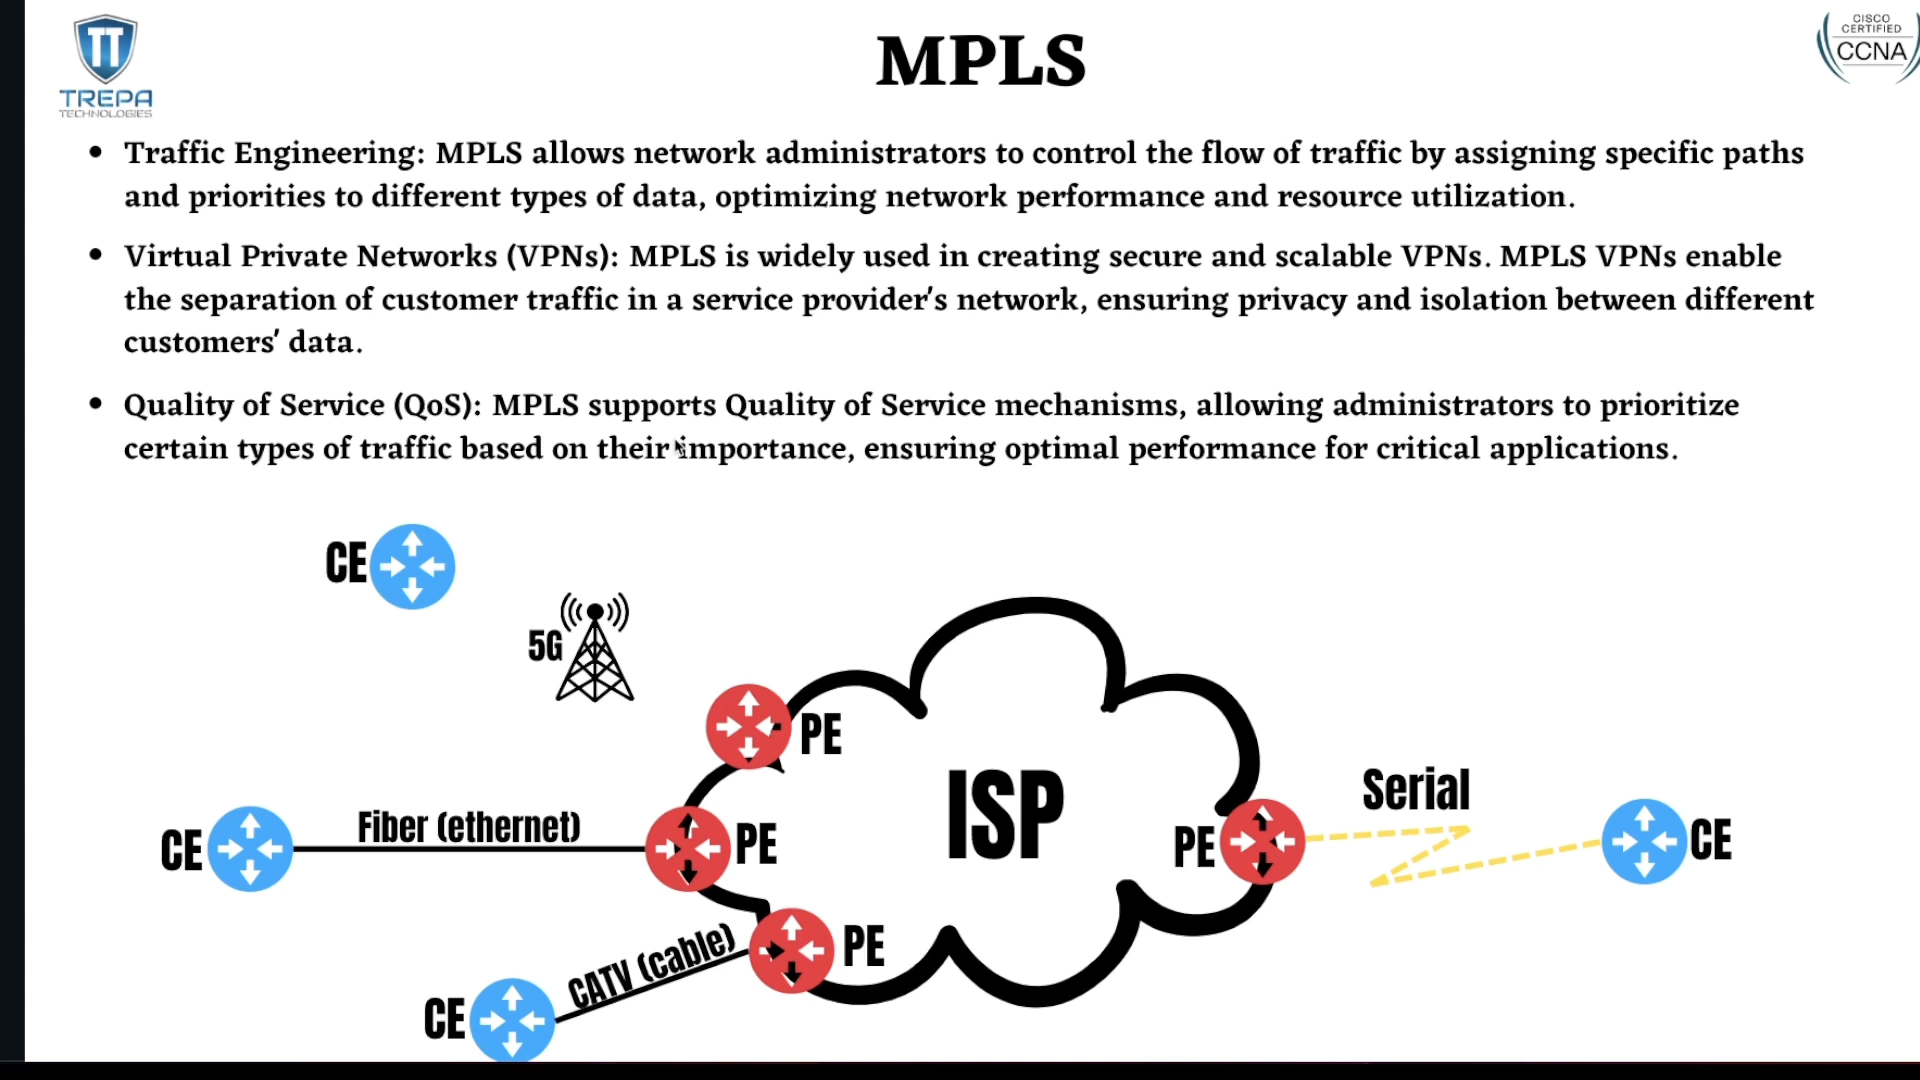 TREPA
TECHNOLOGIES
MPLS
CISCO
CERTIFIED
CCNA
• Traffic Engineering: MPLS allows network administrators to control the flow of traffic by assigning specific paths
and priorities to different types of data, optimizing network performance and resource utilization.
• Virtual Private Networks (VPNs): MPLS is widely used in creating secure and scalable VPNs. MPLS VPNs enable
the separation of customer traffic in a service provider's network, ensuring privacy and isolation between different
customers' data.
• Quality of Service (QoS): MPLS supports Quality of Service mechanisms, allowing administrators to prioritize
certain types of traffic based on their importance, ensuring optimal performance for critical applications.
CE
5G
PE
CE
Fiber (ethernet)
PE
ISP
PE
Serial
CE
CE
CATV (cable)
PE